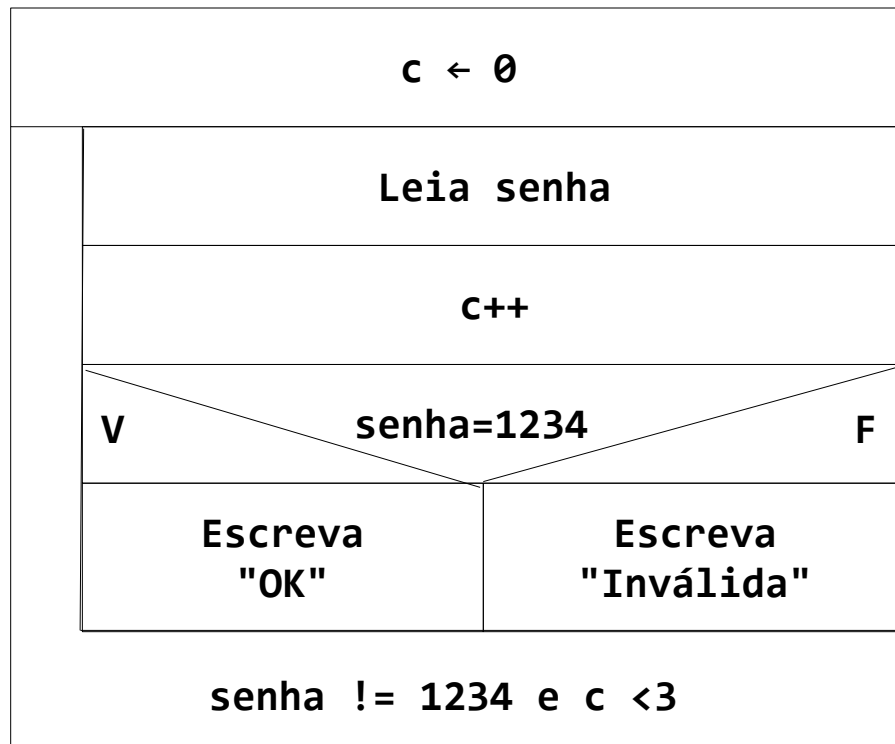 c ← 0
Leia senha
c++
V senha=1234 F
Escreva
"OK"
Escreva
"Inválida"
senha != 1234 e c <3